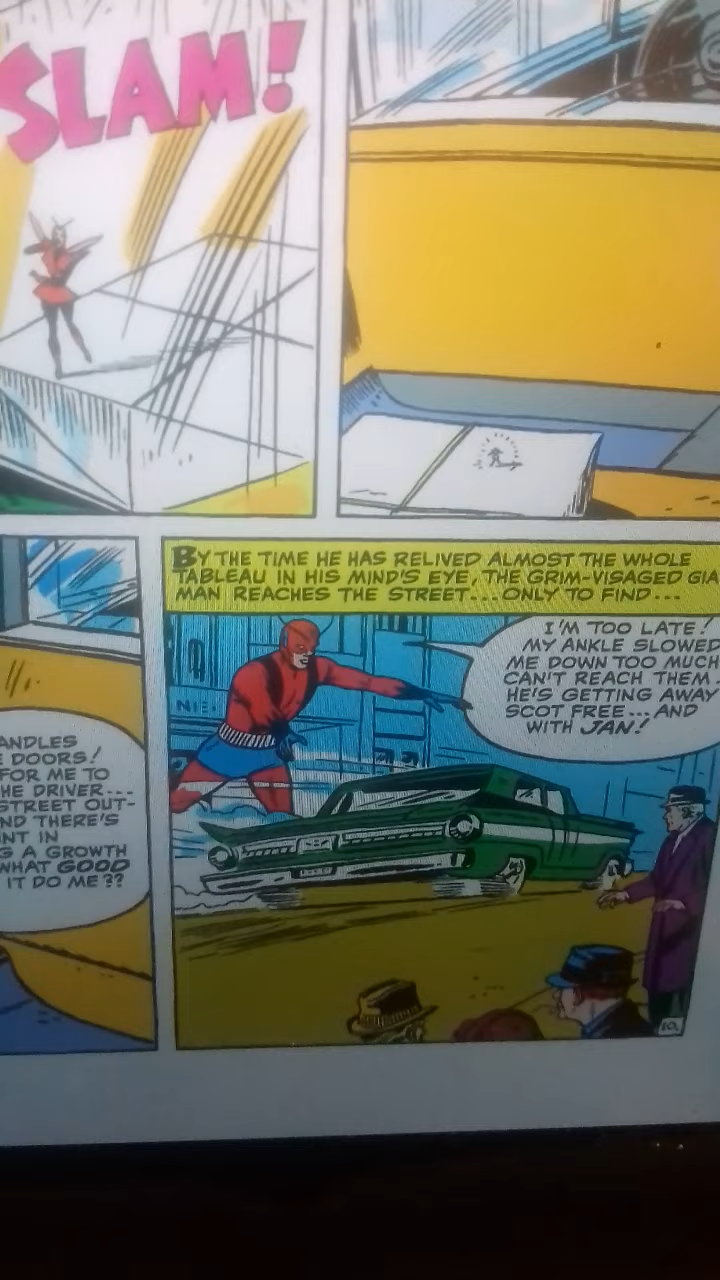 SLAM!
BY THE TIME HE HAS RELIVED ALMOST THE WHOLE
TABLEAU IN HIS MIND'S EYE, THE GRIM-VISAGED GIA
MAN REACHES THE STREET... ONLY TO FIND...
ANDLES
E DOORS!
FOR ME TO
HE DRIVER---
STREET OUT-
ND THERE'S
NT IN
G A GROWTH
WHAT GOOD
IT DO ME??
I'M TOO LATE!
MY ANKLE SLOWED
ME DOWN TOO MUCH
CAN'T REACH THEM.
HE'S GETTING AWAY
SCOT FREE... AND
WITH JAN!
10.